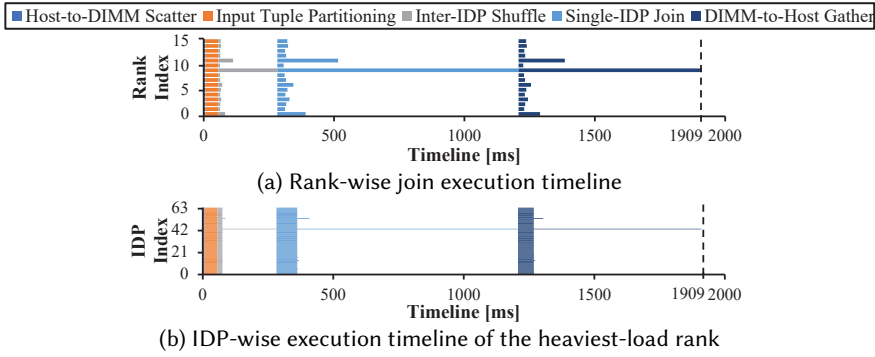 Host-to-DIMM Scatter Input Tuple Partitioning Inter-IDP Shuffle Single-IDP Join DIMM-to-Host Gather
Rank Index
15
10
5
0
0 500 1000 1500 1909 2000
Timeline [ms]
(a) Rank-wise join execution timeline
IDP Index
63
42
21
0
0 500 1000 1500 1909 2000
Timeline [ms]
(b) IDP-wise execution timeline of the heaviest-load rank